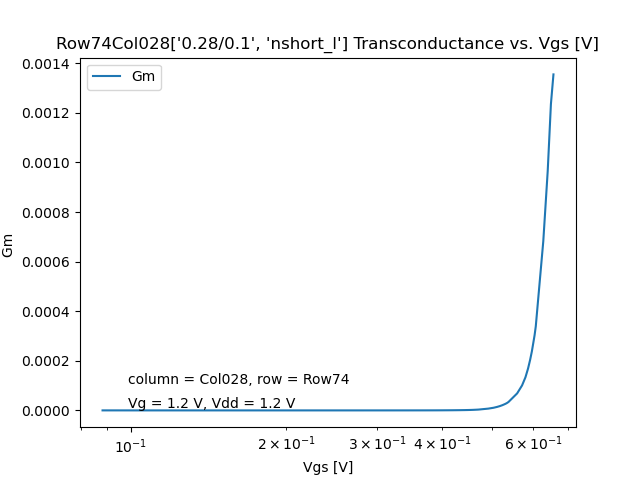 Row74Col028['0.28/0.1', 'nshort_l'] Transconductance vs. Vgs [V]
Gm
0.0014
0.0012
0.0010
0.0008
0.0006
0.0004
0.0002
0.0000
Gm
column = Col028, row = Row74
Vg = 1.2 V, Vdd = 1.2 V
10⁻¹
2 × 10⁻¹
3 × 10⁻¹
4 × 10⁻¹
6 × 10⁻¹
Vgs [V]